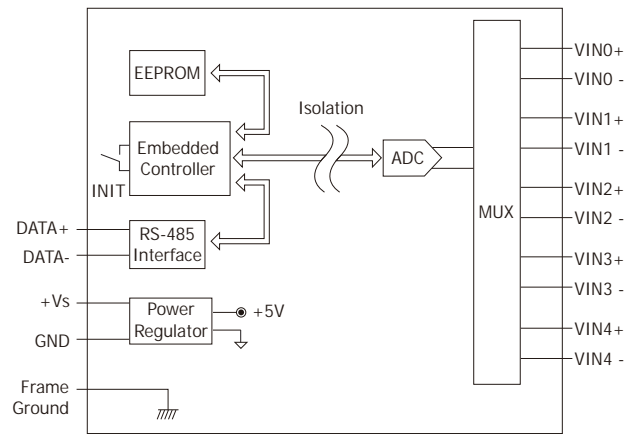 EEPROM
Isolation
Embedded
Controller
INIT
ADC
MUX
DATA+
DATA-
RS-485
Interface
+Vs
GND
Power
Regulator
+5V
Frame
Ground
VIN0+
VIN0 -
VIN1+
VIN1 -
VIN2+
VIN2 -
VIN3+
VIN3 -
VIN4+
VIN4 -